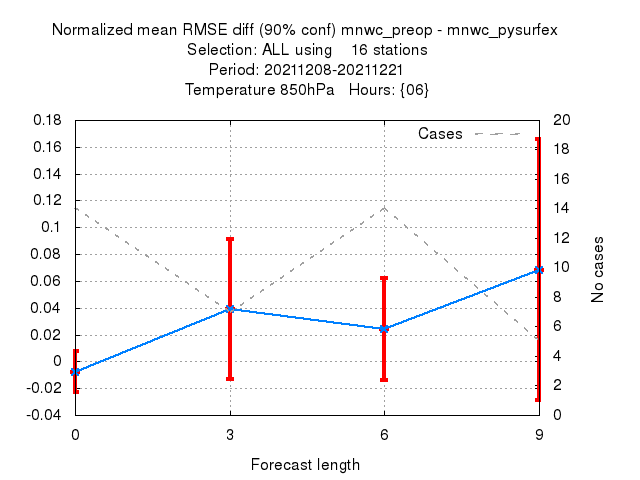 Normalized mean RMSE diff (90% conf) mnwc_preop - mnwc_pysurfex
Selection: ALL using 16 stations
Period: 20211208-20211221
Temperature 850hPa Hours: {06}
Cases
0.18
0.16
0.14
0.12
0.1
0.08
0.06
0.04
0.02
0
-0.02
-0.04
20
18
16
14
12
10
8
6
4
2
0
No cases
0 3 6 9
Forecast length